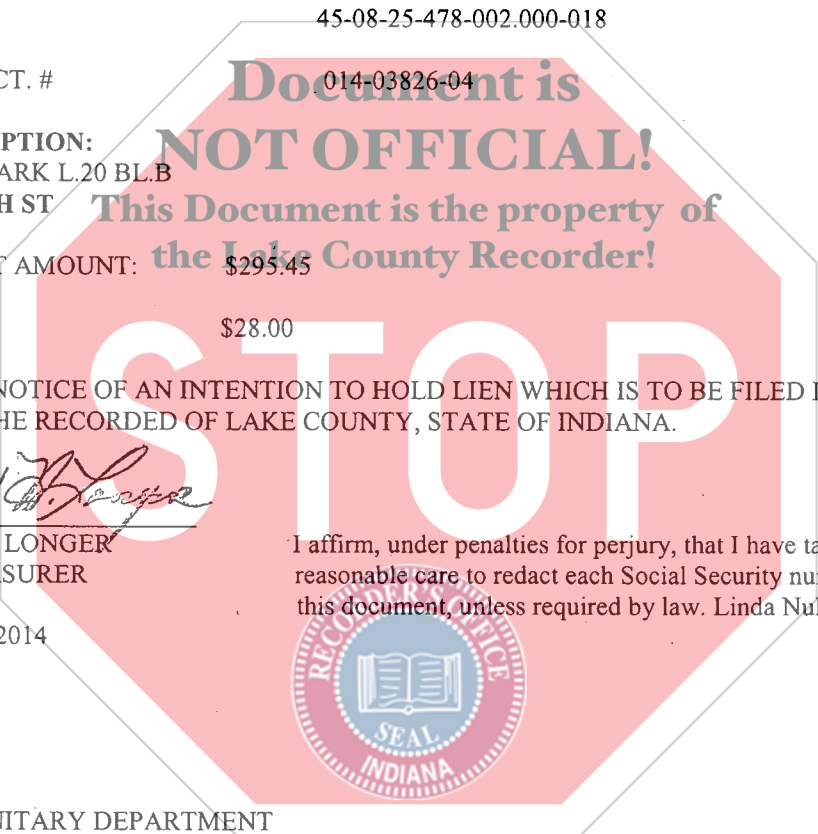 45-08-25-478-002.000-018
CT. # 014-03826-04
Document is
NOT OFFICIAL!
This Document is the property of
the Lake County Recorder!
PTION:
ARK L.20 BL.B
H ST
T AMOUNT: $295.45
$28.00
NOTICE OF AN INTENTION TO HOLD LIEN WHICH IS TO BE FILED I
HE RECORDED OF LAKE COUNTY, STATE OF INDIANA.
STOP
LONGER
SURER
2014
I affirm, under penalties for perjury, that I have ta
reasonable care to redact each Social Security nu
this document, unless required by law. Linda Nu
RECORDER'S OFFICE
SEAL
INDIANA
NITARY DEPARTMENT